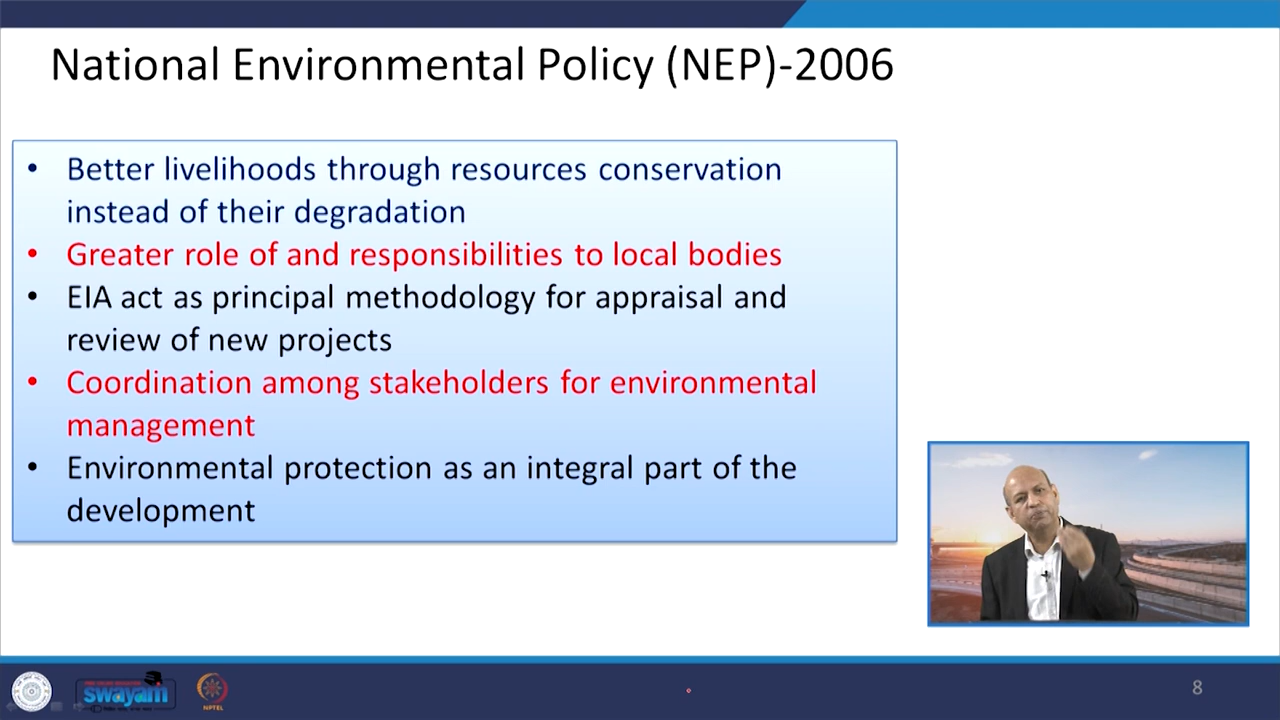 National Environmental Policy (NEP)-2006
• Better livelihoods through resources conservation
instead of their degradation
• Greater role of and responsibilities to local bodies
• EIA act as principal methodology for appraisal and
review of new projects
• Coordination among stakeholders for environmental
management
• Environmental protection as an integral part of the
development
swayam
NPTEL
8